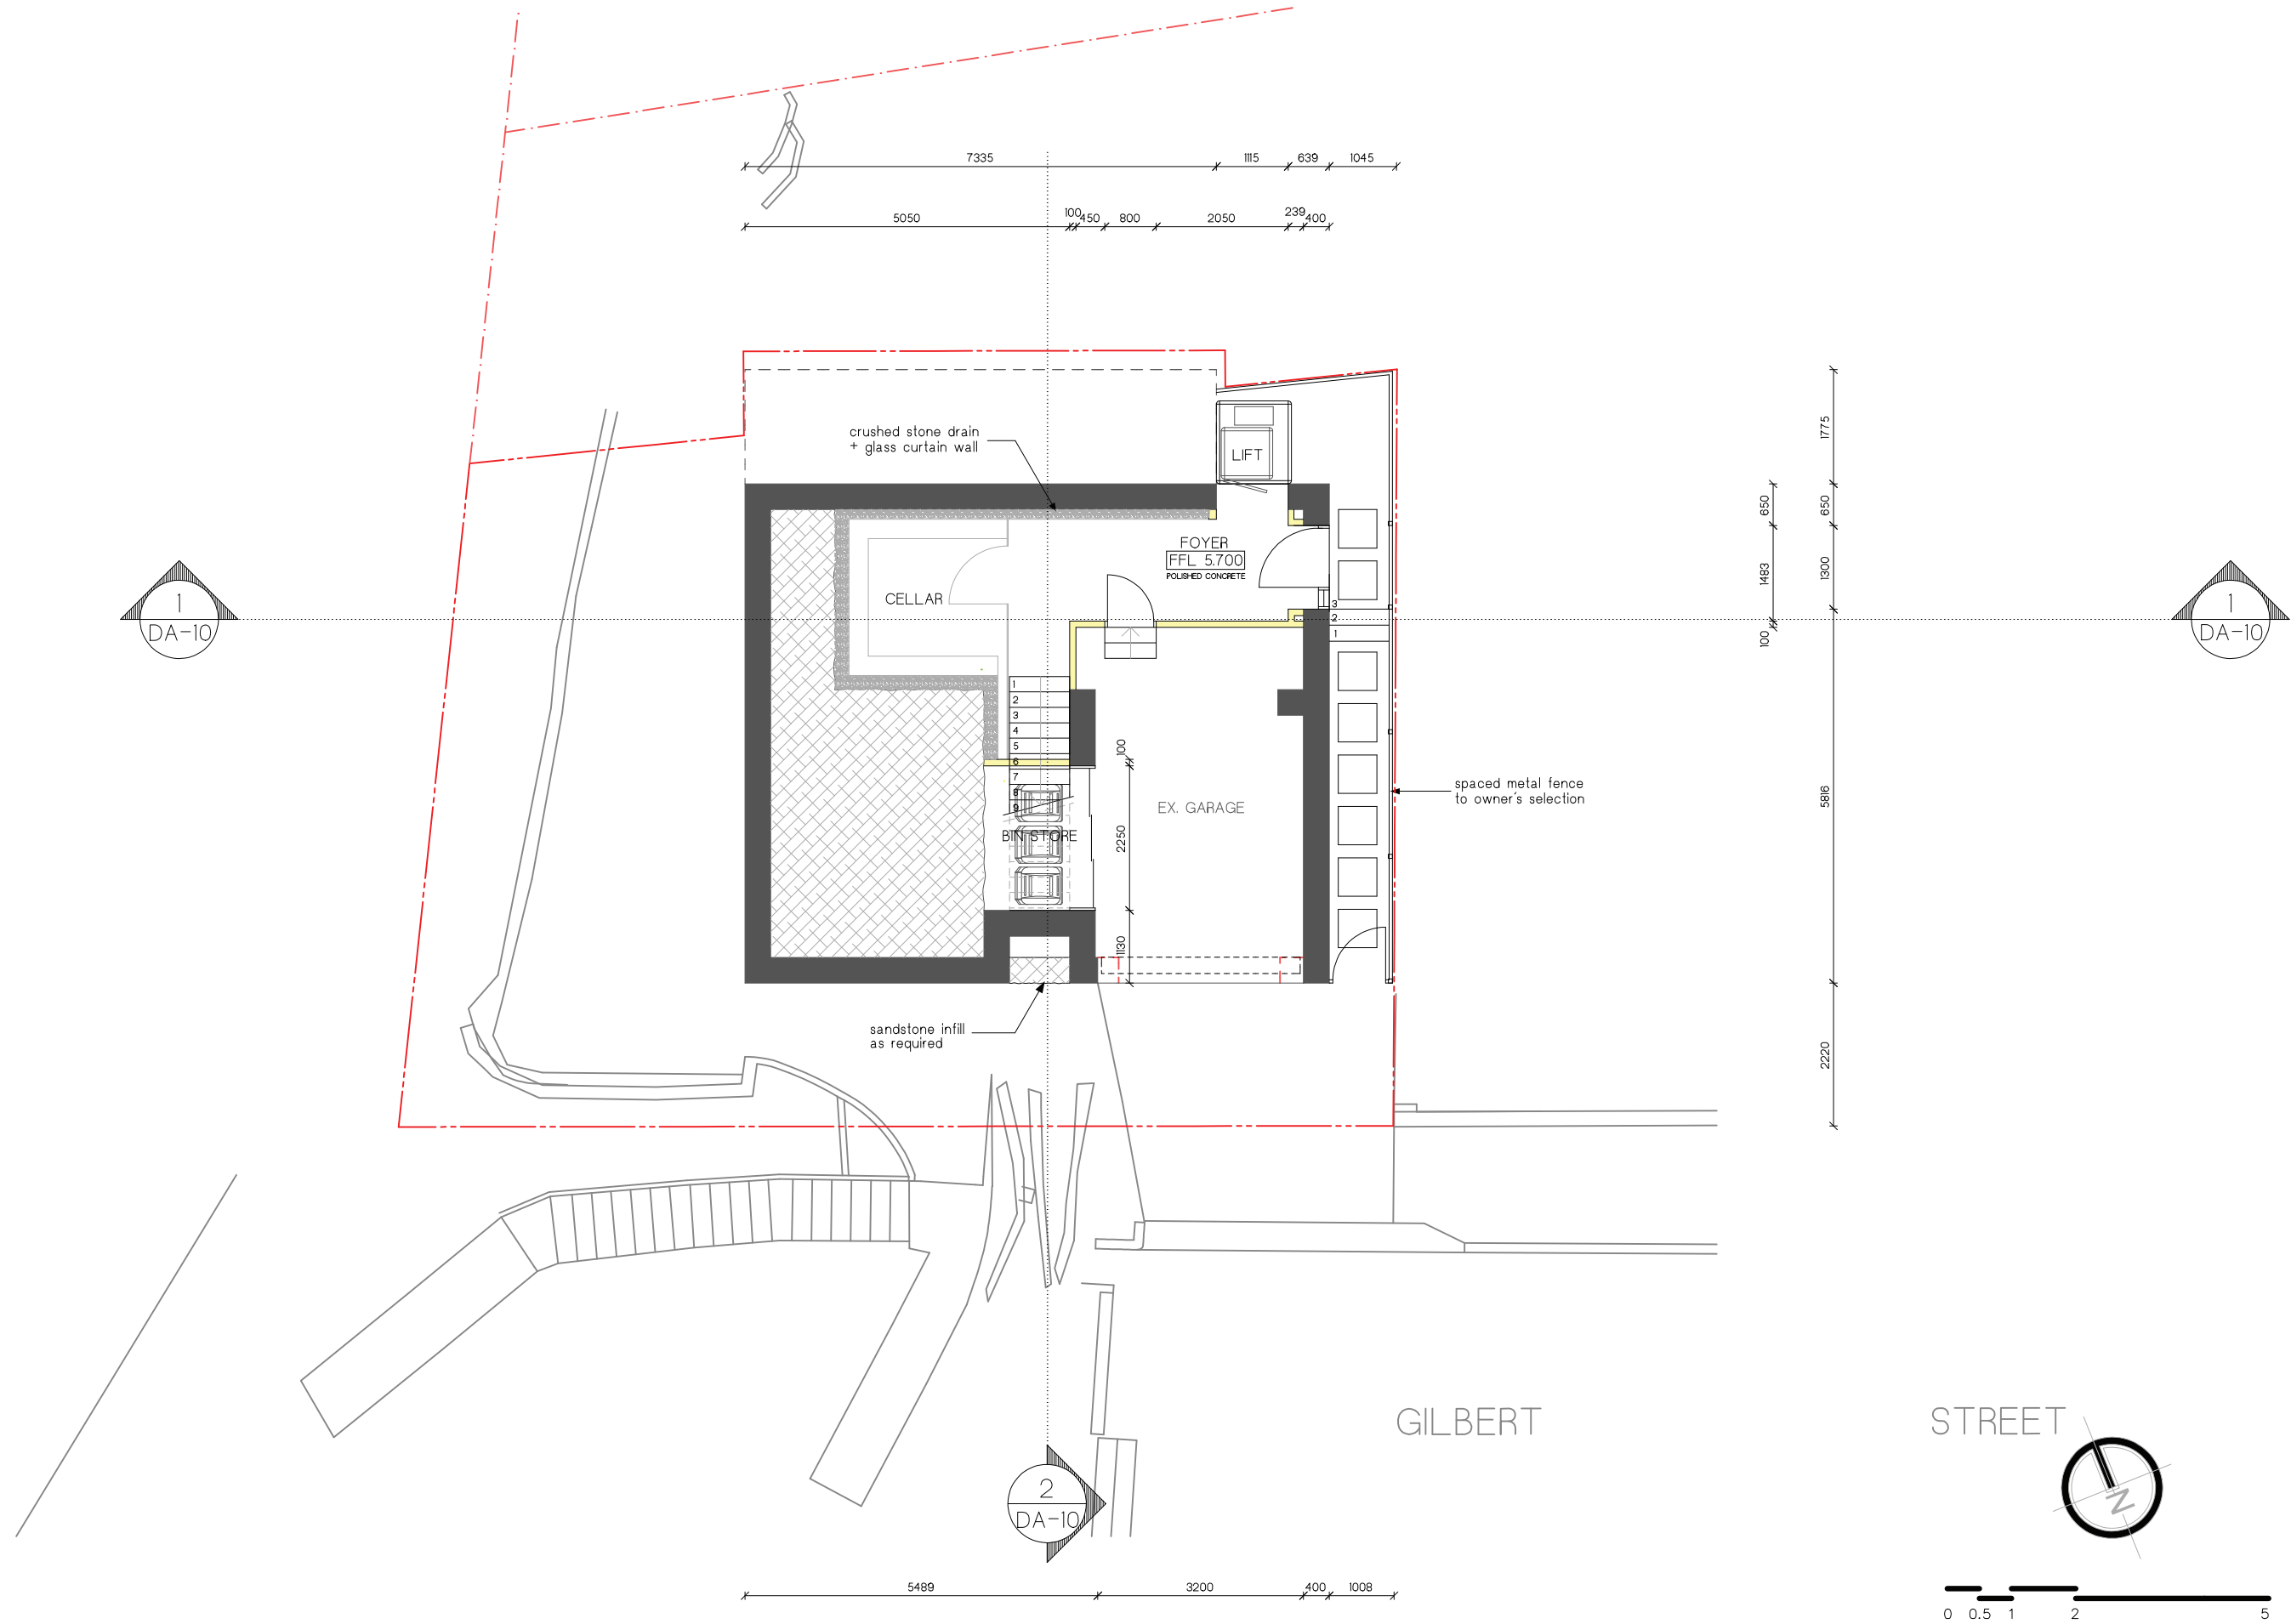 7335 1115 639 1045
5050 100 450 800 2050 239 400
1775
650 650
1483 1300
100
5816
2220
crushed stone drain
+ glass curtain wall
LIFT
FOYER
FFL 5.700
POLISHED CONCRETE
CELLAR
1
DA-10
1
DA-10
3
2
1
1
2
3
4
5
6
7
8
9
100
2250
1130
BIN STORE
EX. GARAGE
spaced metal fence
to owner's selection
sandstone infill
as required
GILBERT STREET
2
DA-10
N
5489 3200 400 1008
0 0.5 1 2 5